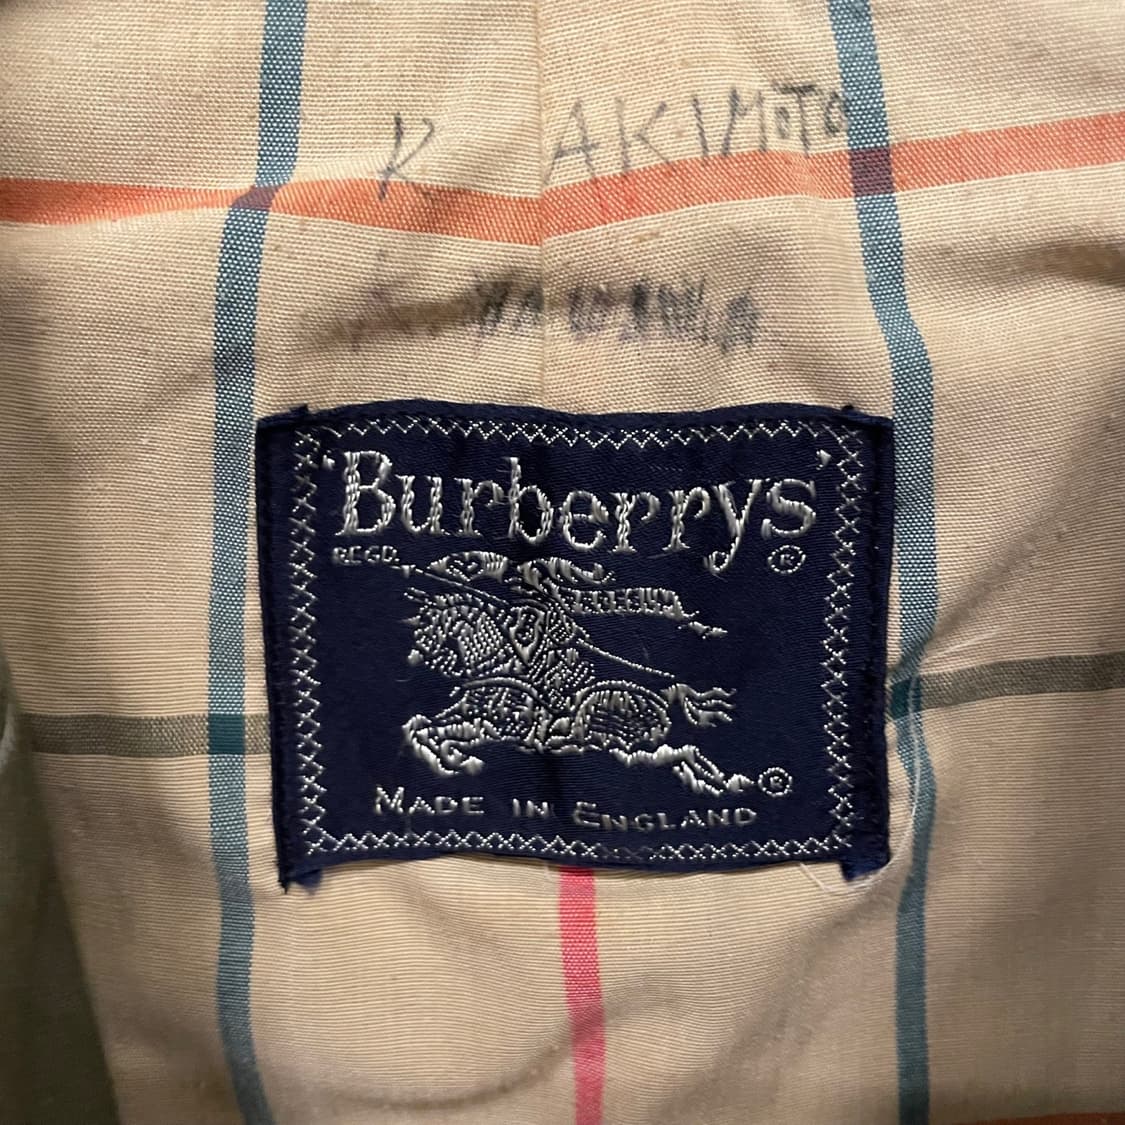 K AKIMOTO
'Burberrys'
REGD. ®
®
MADE IN ENGLAND